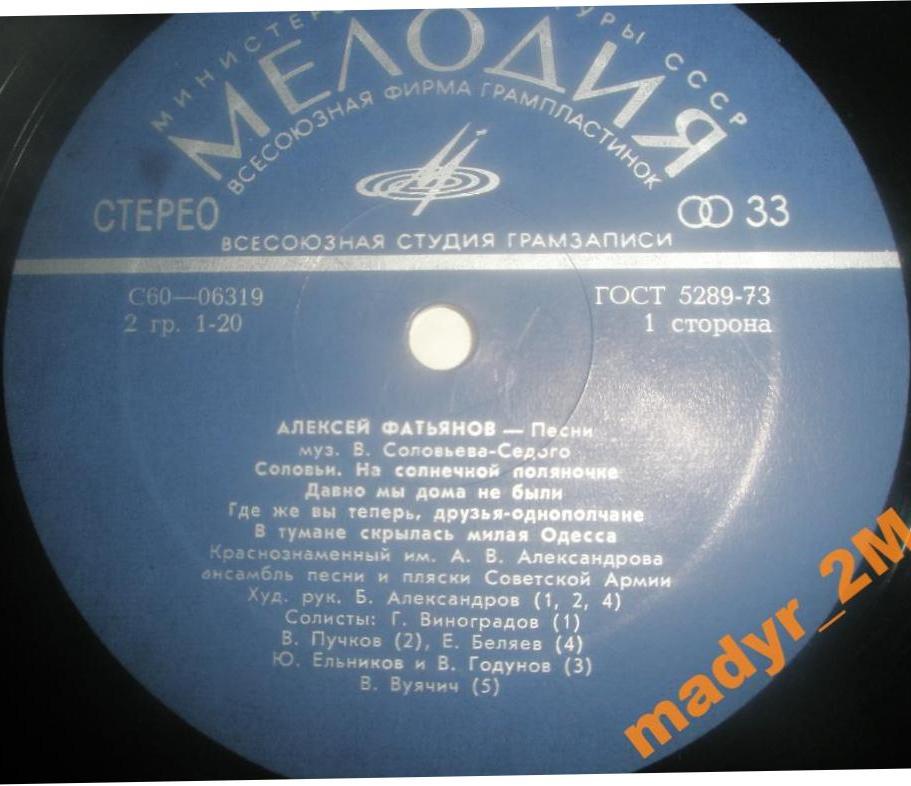 МЕЛОДИЯ
ВСЕСОЮЗНАЯ ФИРМА ГРАМПЛАСТИНОК
СТЕРЕО
33
ВСЕСОЮЗНАЯ СТУДИЯ ГРАМЗАПИСИ
С60—06319
ГОСТ 5289-73
2 гр. 1-20
1 сторона
АЛЕКСЕЙ ФАТЬЯНОВ — Песни
муз. В. Соловьева-Седого
Соловьи. На солнечной поляночке
Давно мы дома не были
Где же вы теперь, друзья-однополчане
В тумане скрылась милая Одесса
Краснознаменный им. А. В. Александрова
ансамбль песни и пляски Советской Армии
Худ. рук. Б. Александров (1, 2, 4)
Солисты: Г. Виноградов (1)
В. Пучков (2), Е. Беляев (4)
Ю. Ельников и В. Годунов (3)
В. Вуячич (5)
madyr_2M